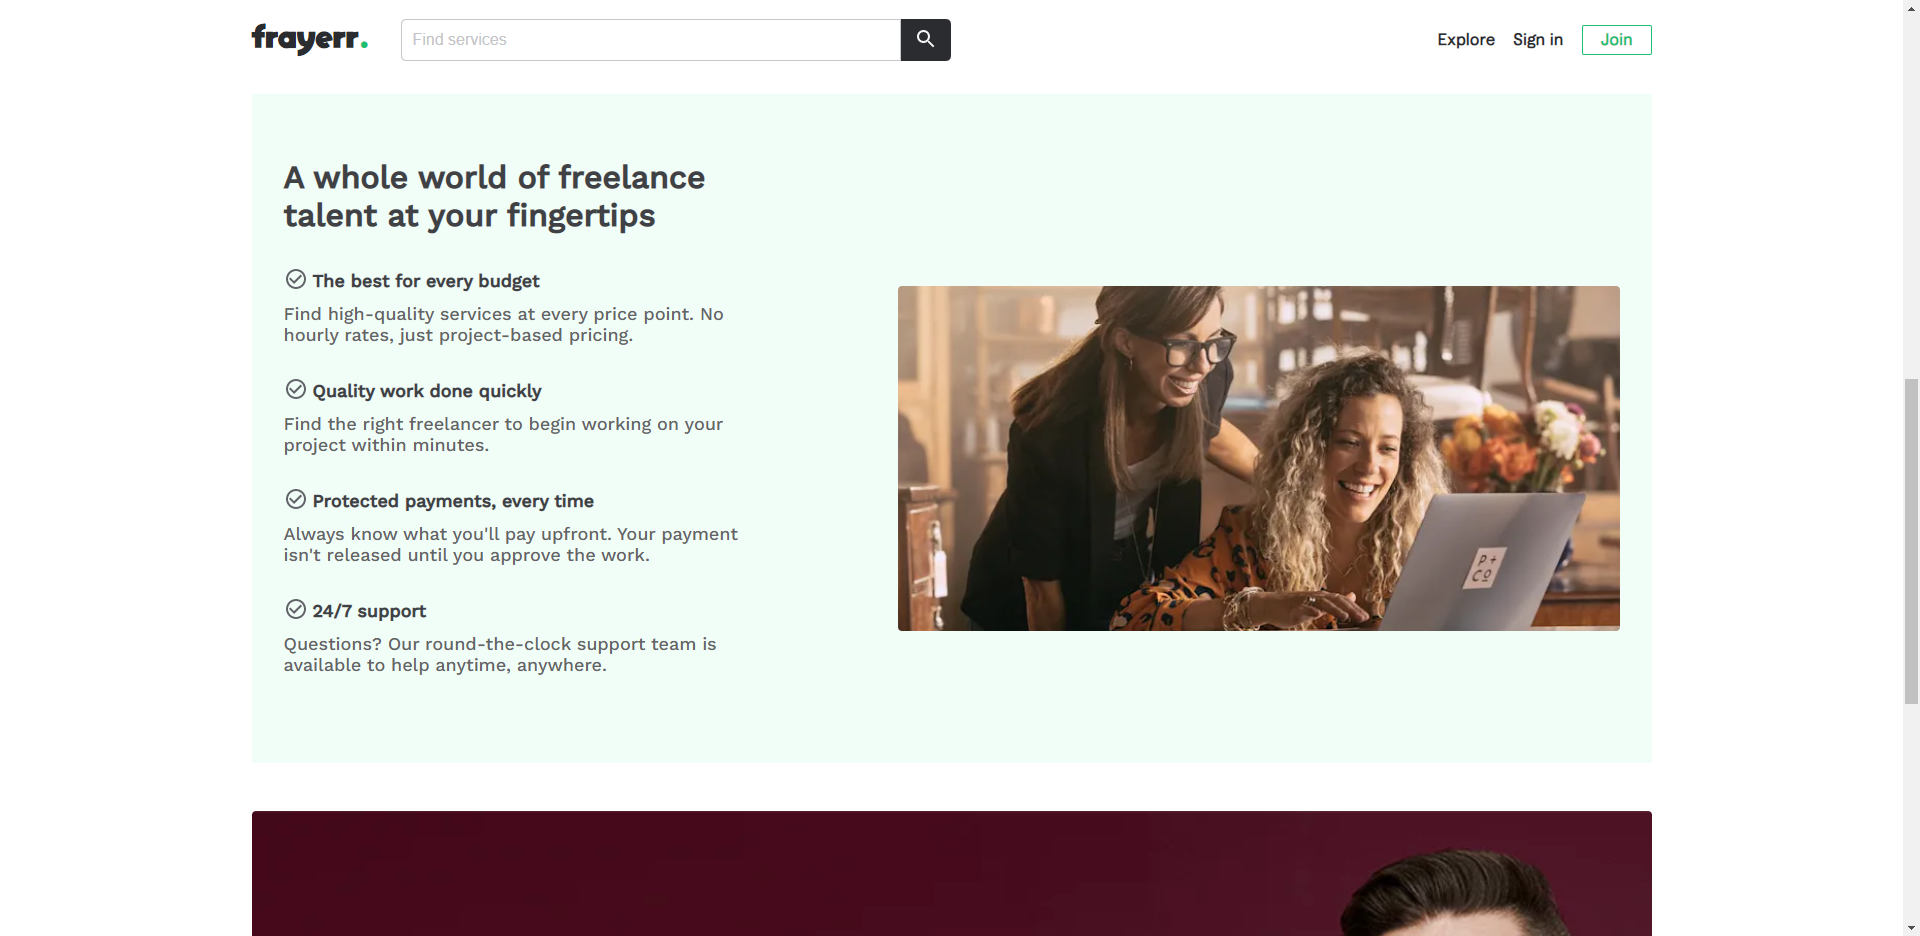 frayerr.
Find services
Explore
Sign in
Join
A whole world of freelance
talent at your fingertips
The best for every budget
Find high-quality services at every price point. No
hourly rates, just project-based pricing.
Quality work done quickly
Find the right freelancer to begin working on your
project within minutes.
Protected payments, every time
Always know what you'll pay upfront. Your payment
isn't released until you approve the work.
24/7 support
Questions? Our round-the-clock support team is
available to help anytime, anywhere.
P+
CO